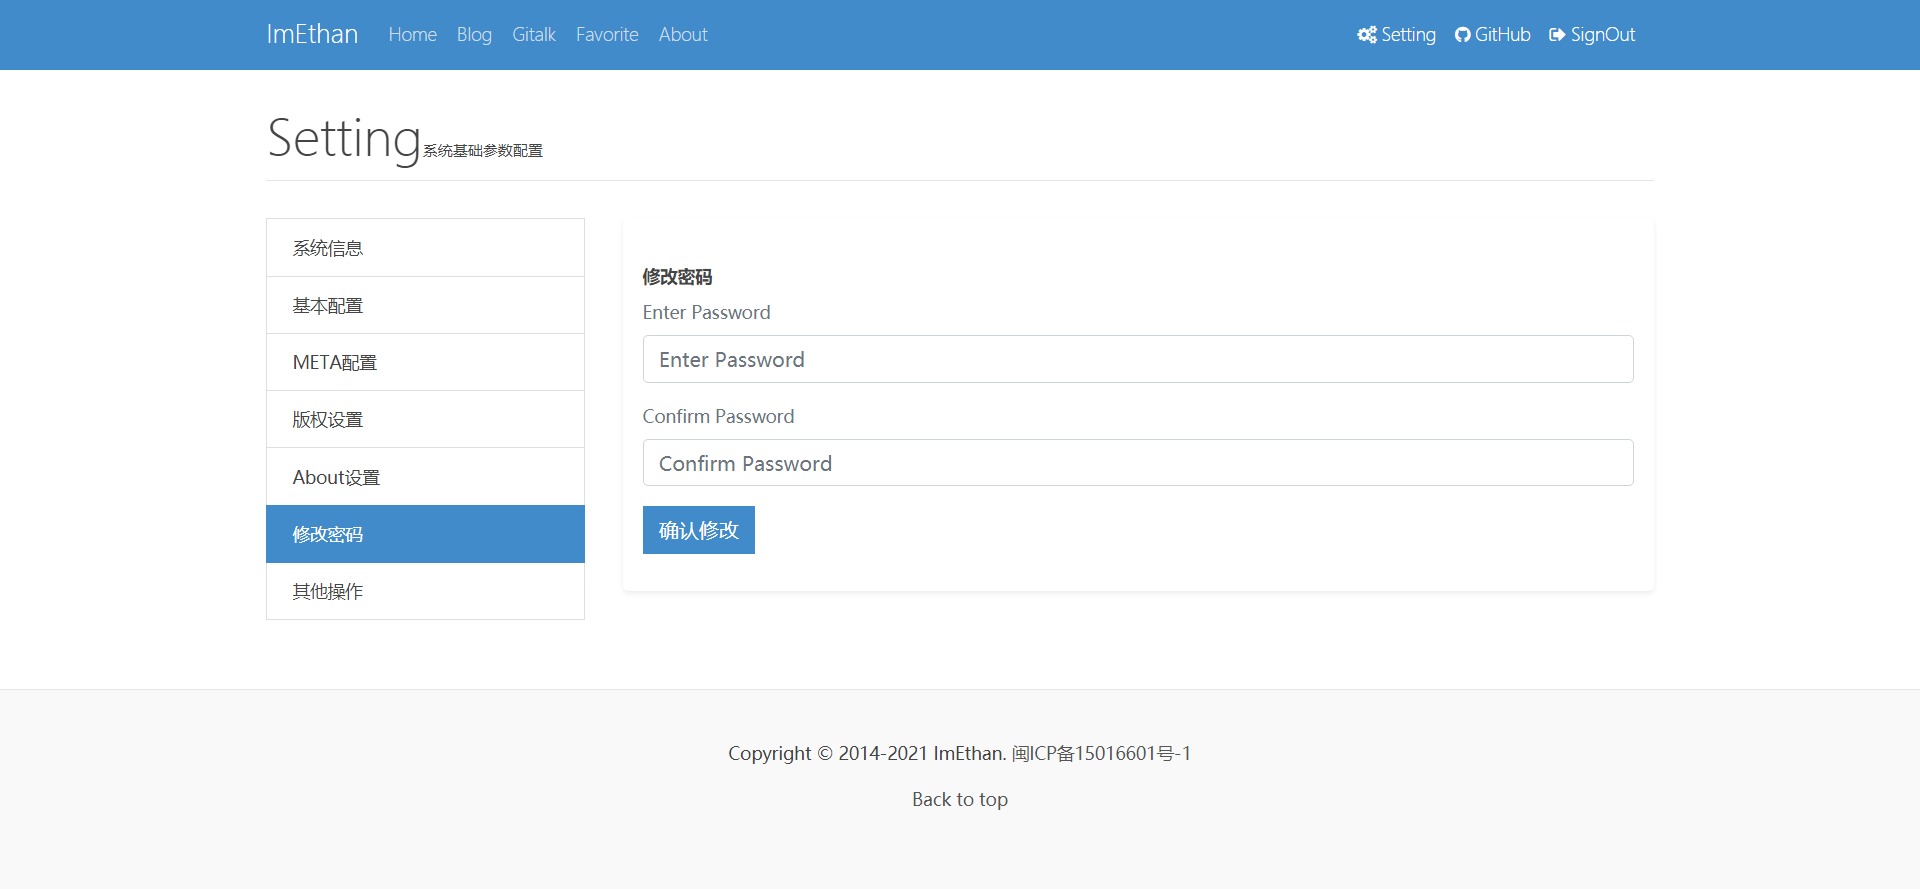 ImEthan Home Blog Gitalk Favorite About Setting GitHub SignOut
Setting系统基础参数配置
系统信息
基本配置
META配置
版权设置
About设置
修改密码
其他操作
修改密码
Enter Password
Enter Password
Confirm Password
Confirm Password
确认修改
Copyright © 2014-2021 ImEthan. 闽ICP备15016601号-1
Back to top